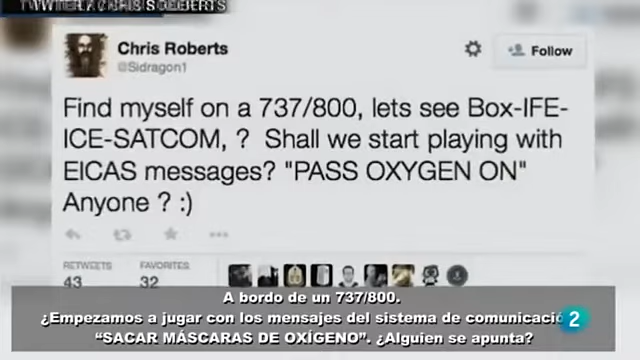 TWITTER / CHRIS ROBERTS
Chris Roberts
@Sidragon1
Follow
Find myself on a 737/800, lets see Box-IFE-
ICE-SATCOM, ? Shall we start playing with
EICAS messages? "PASS OXYGEN ON"
Anyone ? :)
RETWEETS
FAVORITES
43
32
A bordo de un 737/800.
¿Empezamos a jugar con los mensajes del sistema de comunicació
2
“SACAR MÁSCARAS DE OXÍGENO”. ¿Alguien se apunta?